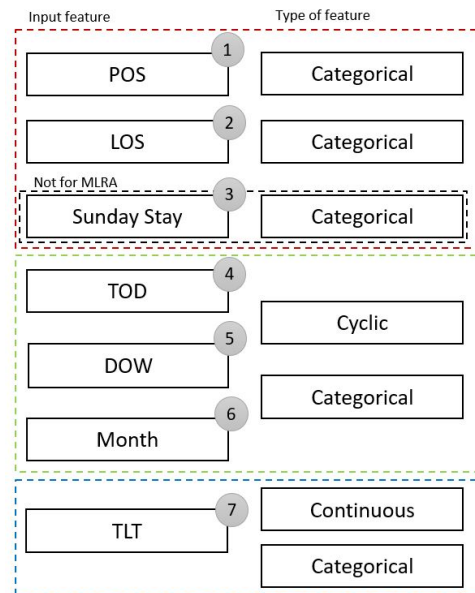 Input feature
Type of feature
1
POS
Categorical
2
LOS
Categorical
Not for MLRA
3
Sunday Stay
Categorical
4
TOD
Cyclic
5
DOW
Categorical
6
Month
7
TLT
Continuous
Categorical